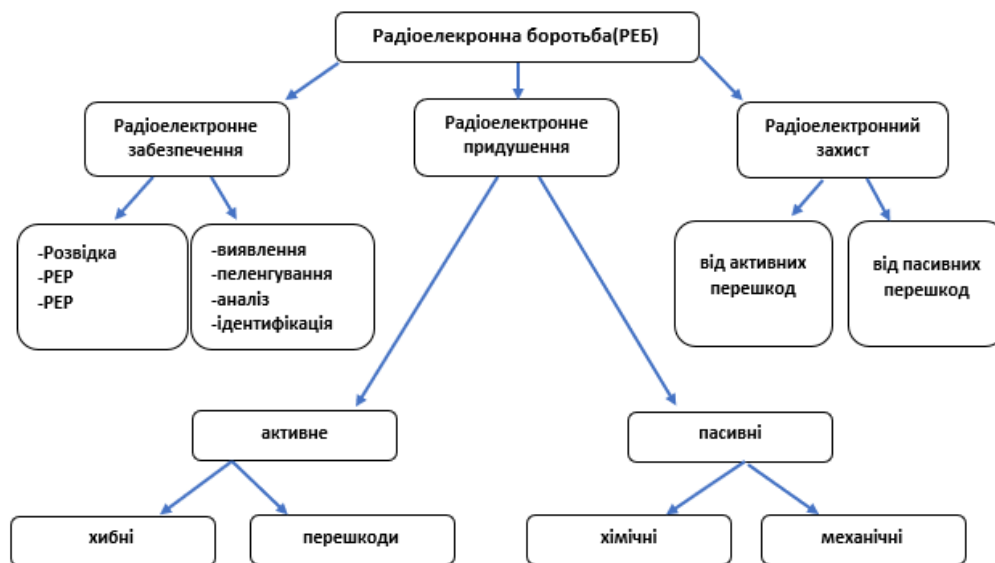 Радіоелекронна боротьба(РЕБ)
Радіоелектронне
забезпечення
Радіоелектронне
придушення
Радіоелектронний
захист
-Розвідка
-РЕР
-РЕР
-виявлення
-пеленгування
-аналіз
-ідентифікація
від активних
перешкод
від пасивних
перешкод
активне
пасивні
хибні
перешкоди
хімічні
механічні